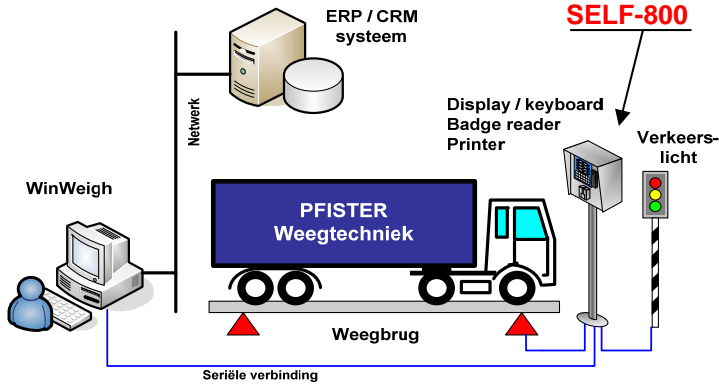 ERP / CRM
systeem
SELF-800
Netwerk
Display / keyboard
Badge reader
Printer
Verkeers-
licht
WinWeigh
PFISTER
Weegtechniek
Weegbrug
Seriële verbinding